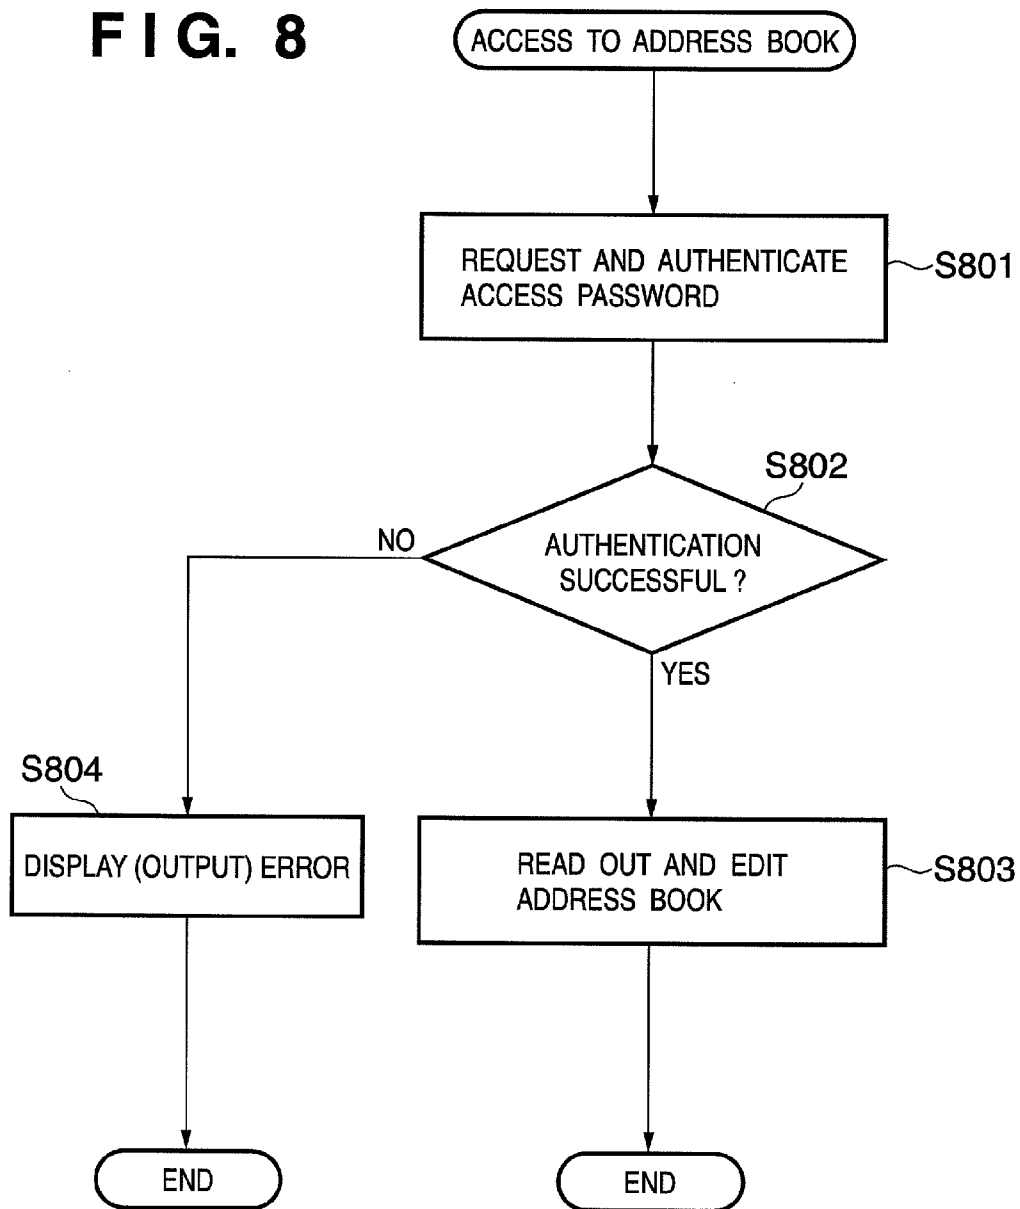 FIG. 8
ACCESS TO ADDRESS BOOK
REQUEST AND AUTHENTICATE
ACCESS PASSWORD
S801
S802
AUTHENTICATION
SUCCESSFUL ?
NO
YES
S804
DISPLAY (OUTPUT) ERROR
READ OUT AND EDIT
ADDRESS BOOK
S803
END
END